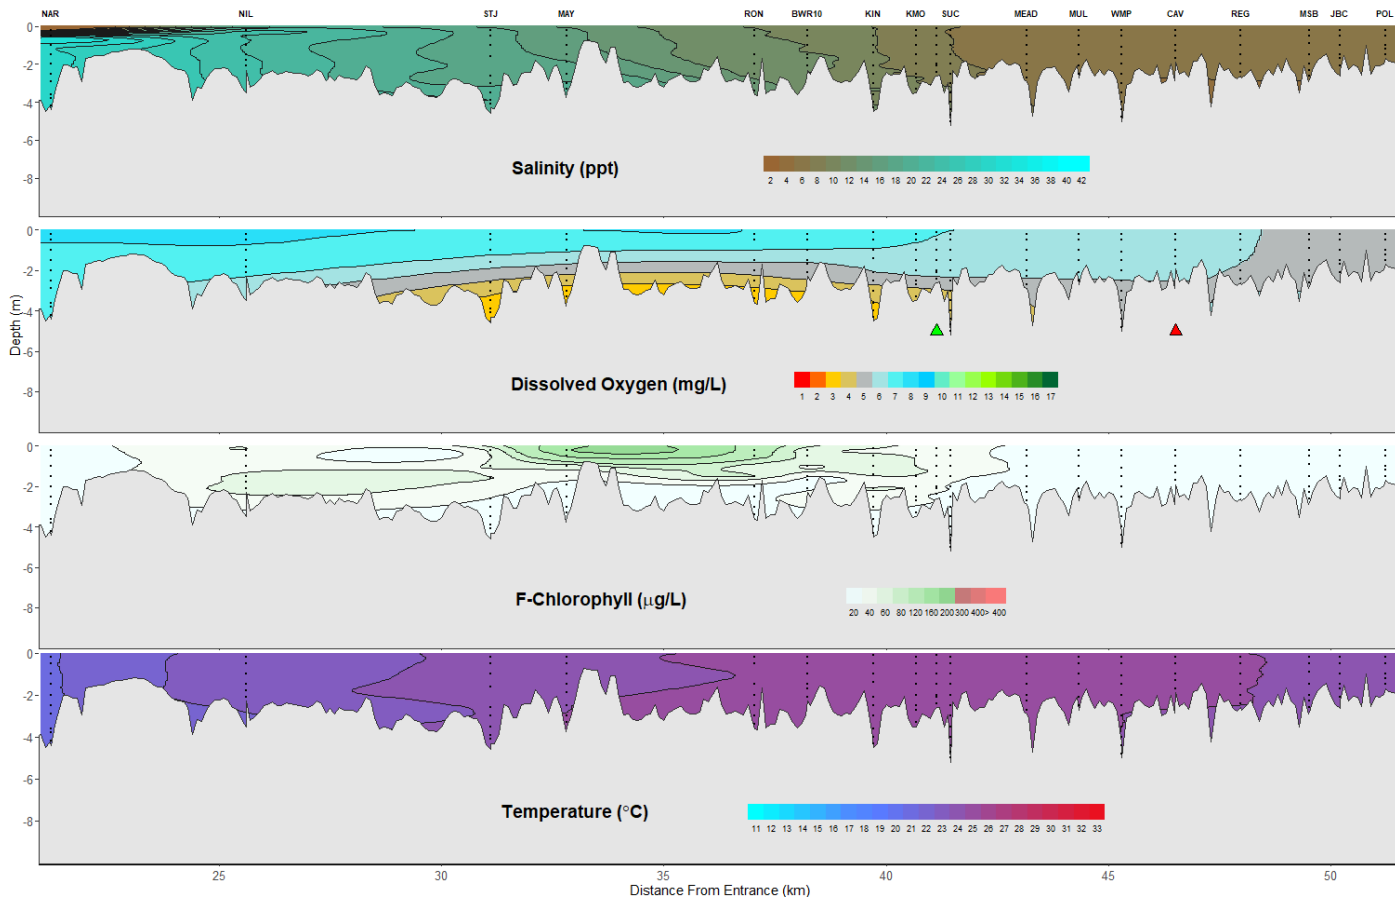 NAR NIL STJ MAY RON BWR10 KIN KMO SUC MEAD MUL WMP CAV REG MSB JBC POL
0
-2
-4
-6
-8
Salinity (ppt)
2 4 6 8 10 12 14 16 18 20 22 24 26 28 30 32 34 36 38 40 42
0
-2
-4
-6
-8
Dissolved Oxygen (mg/L)
1 2 3 4 5 6 7 8 9 10 11 12 13 14 15 16 17
Depth (m)
0
-2
-4
-6
-8
F-Chlorophyll (μg/L)
20 40 60 80 120 160 200 300 400 > 400
0
-2
-4
-6
-8
Temperature (°C)
11 12 13 14 15 16 17 18 19 20 21 22 23 24 25 26 27 28 29 30 31 32 33
25 30 35 40 45 50
Distance From Entrance (km)